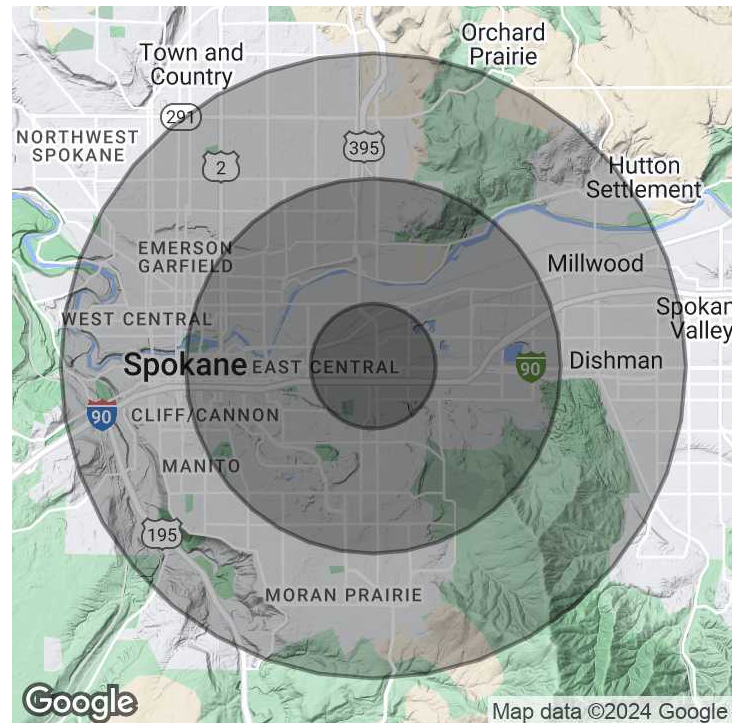 Town and
Country
Orchard
Prairie
291
395
NORTHWEST
SPOKANE
2
Hutton
Settlement
EMERSON
GARFIELD
Millwood
WEST CENTRAL
Spokan
Valley
Spokane
EAST CENTRAL
90
Dishman
90
CLIFF/CANNON
MANITO
195
MORAN PRAIRIE
Google
Map data ©2024 Google